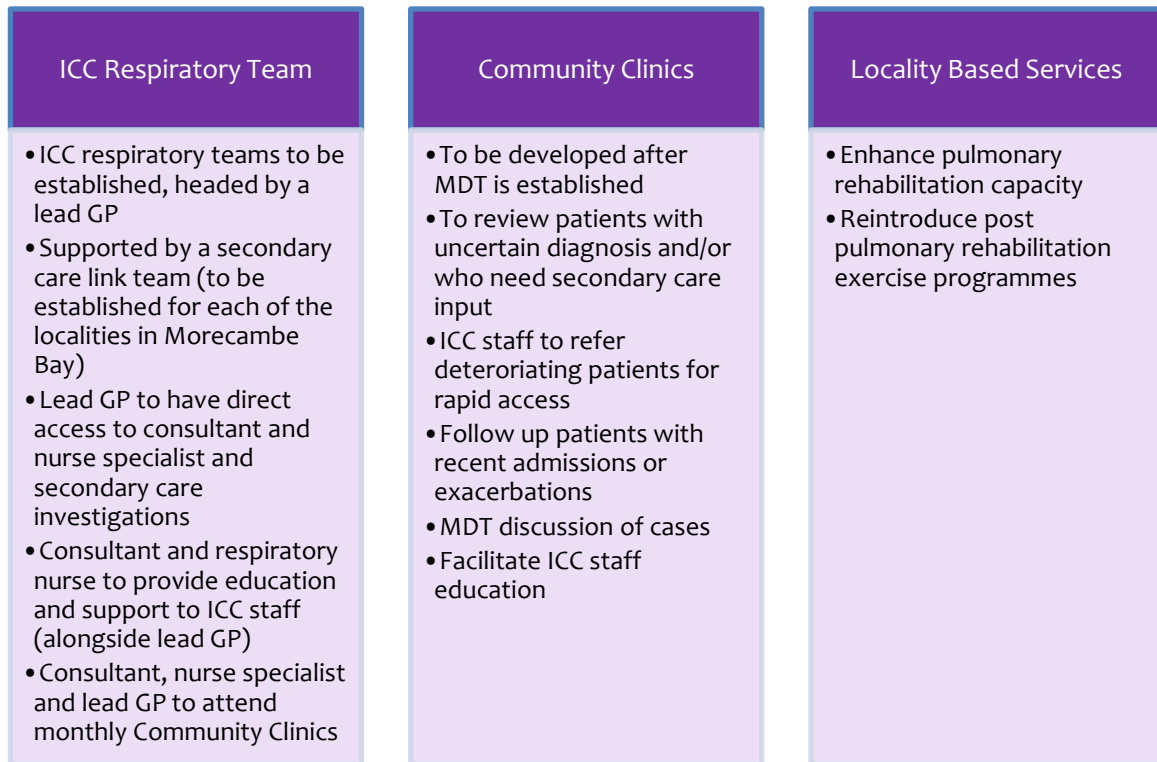 ICC Respiratory Team
•ICC respiratory teams to be
established, headed by a
lead GP
•Supported by a secondary
care link team (to be
established for each of the
localities in Morecambe
Bay)
•Lead GP to have direct
access to consultant and
nurse specialist and
secondary care
investigations
•Consultant and respiratory
nurse to provide education
and support to ICC staff
(alongside lead GP)
•Consultant, nurse specialist
and lead GP to attend
monthly Community Clinics
Community Clinics
•To be developed after
MDT is established
•To review patients with
uncertain diagnosis and/or
who need secondary care
input
•ICC staff to refer
deteroriating patients for
rapid access
•Follow up patients with
recent admissions or
exacerbations
•MDT discussion of cases
•Facilitate ICC staff
education
Locality Based Services
•Enhance pulmonary
rehabilitation capacity
•Reintroduce post
pulmonary rehabilitation
exercise programmes